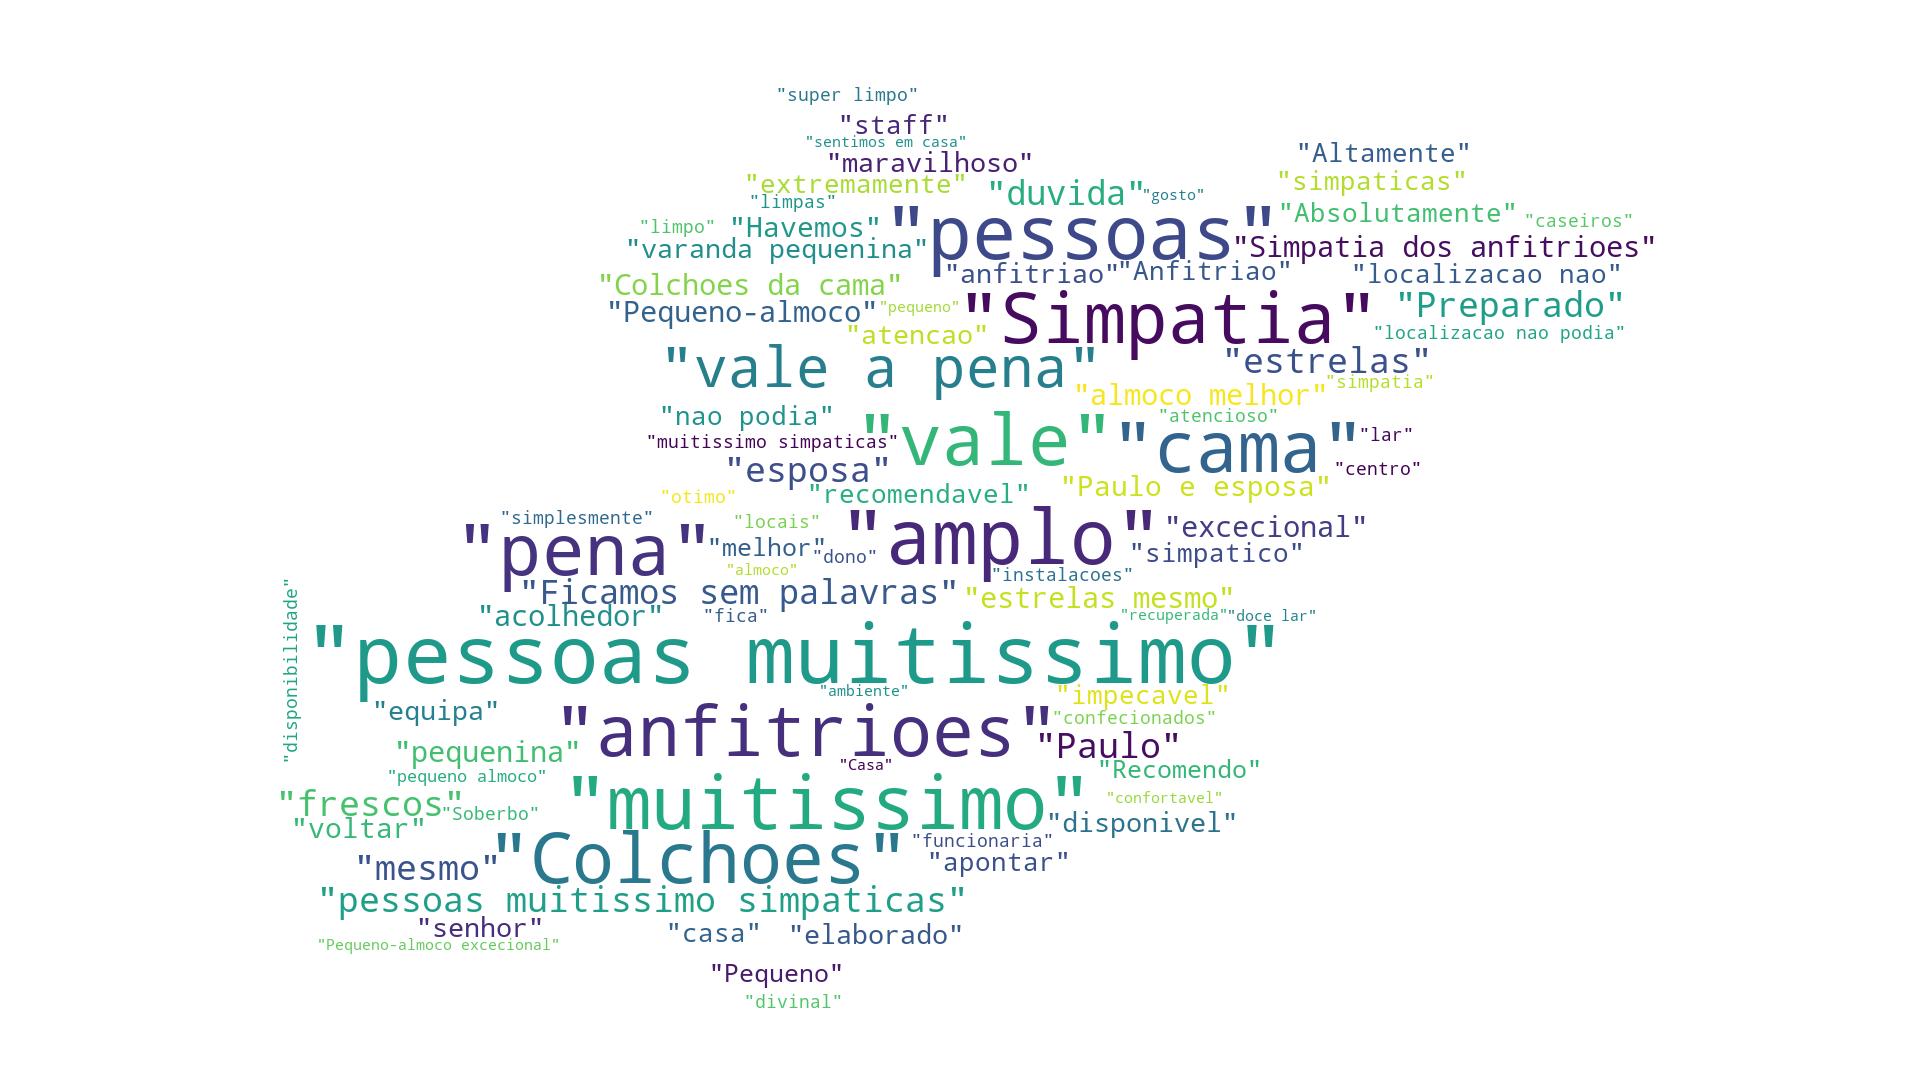 "super limpo"
"staff"
"sentimos em casa"
"maravilhoso"
"Altamente"
"extremamente"
"duvida"
"gosto"
"simpaticas"
"limpas"
"limpo"
"Havemos"
"pessoas"
"Absolutamente"
"caseiros"
"varanda pequenina"
"Simpatia dos anfitrioes"
"anfitriao"
"Anfitriao"
"localizacao nao"
"Colchoes da cama"
"Pequeno-almoco"
"pequeno"
"Simpatia"
"Preparado"
"atencao"
"localizacao nao podia"
"vale a pena"
"estrelas"
"almoco melhor"
"simpatia"
"nao podia"
"atencioso"
"muitissimo simpaticas"
"vale"
"cama"
"lar"
"esposa"
"centro"
"otimo"
"recomendavel"
"Paulo e esposa"
"simplesmente"
"locais"
"amplo"
"excecional"
"pena"
"melhor"
"dono"
"simpatico"
"almoco"
"instalacoes"
"Ficamos sem palavras"
"estrelas mesmo"
"acolhedor"
"fica"
"recuperada"
"doce lar"
"disponibilidade"
"pessoas muitissimo"
"ambiente"
"impecavel"
"equipa"
"anfitrioes"
"confecionados"
"Paulo"
"pequenina"
"Casa"
"pequeno almoco"
"Recomendo"
"frescos"
"Soberbo"
"muitissimo"
"confortavel"
"voltar"
"disponivel"
"mesmo"
"Colchoes"
"funcionaria"
"apontar"
"pessoas muitissimo simpaticas"
"senhor"
"casa"
"elaborado"
"Pequeno-almoco excecional"
"Pequeno"
"divinal"